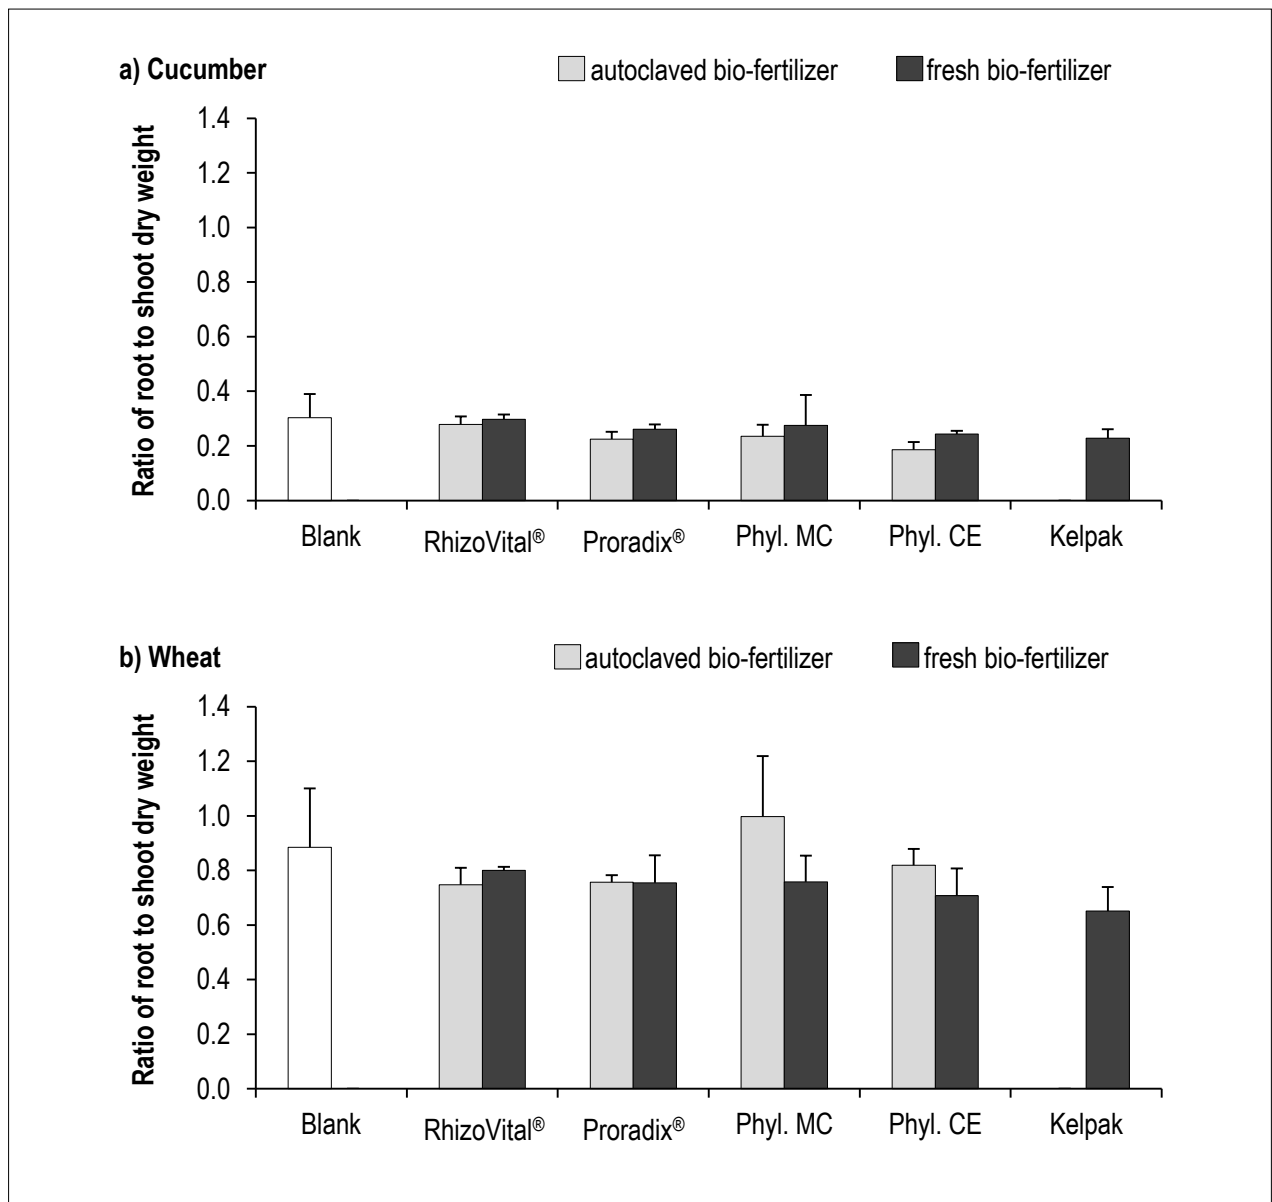 a) Cucumber
autoclaved bio-fertilizer
fresh bio-fertilizer
Ratio of root to shoot dry weight
1.4
1.2
1.0
0.8
0.6
0.4
0.2
0.0
Blank RhizoVital® Proradix® Phyl. MC Phyl. CE Kelpak
b) Wheat
autoclaved bio-fertilizer
fresh bio-fertilizer
Ratio of root to shoot dry weight
1.4
1.2
1.0
0.8
0.6
0.4
0.2
0.0
Blank RhizoVital® Proradix® Phyl. MC Phyl. CE Kelpak